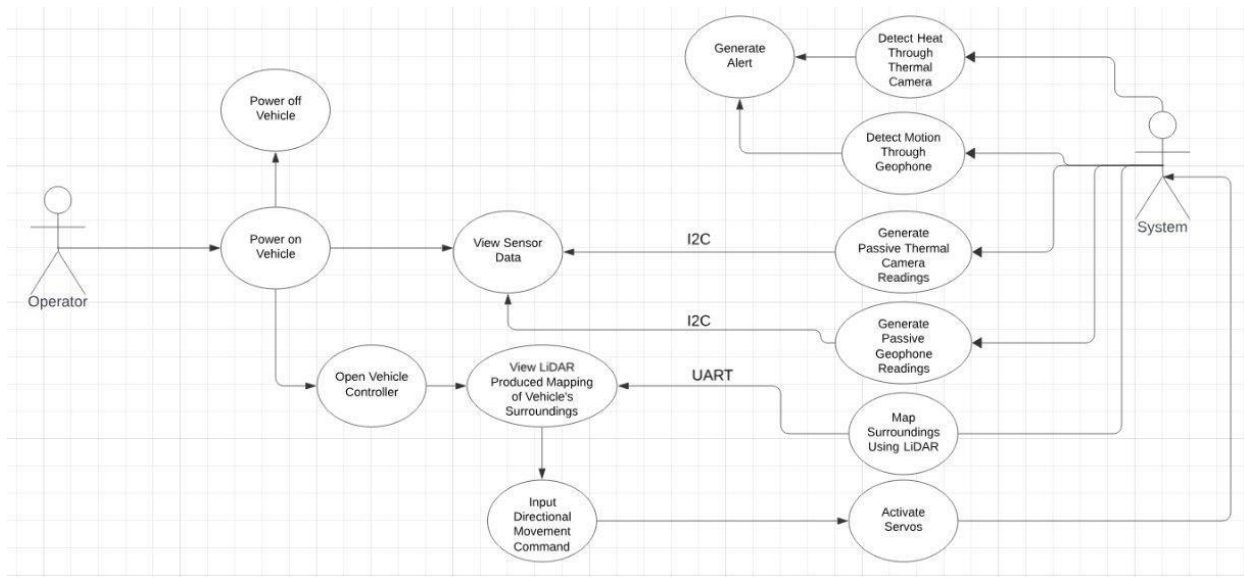 Generate
Alert
Detect Heat
Through
Thermal
Camera
Power off
Vehicle
Detect Motion
Through
Geophone
System
Operator
Power on
Vehicle
View Sensor
Data
I2C
Generate
Passive Thermal
Camera
Readings
I2C
Generate
Passive
Geophone
Readings
Open Vehicle
Controller
View LiDAR
Produced Mapping
of Vehicle's
Surroundings
UART
Map
Surroundings
Using LiDAR
Input
Directional
Movement
Command
Activate
Servos